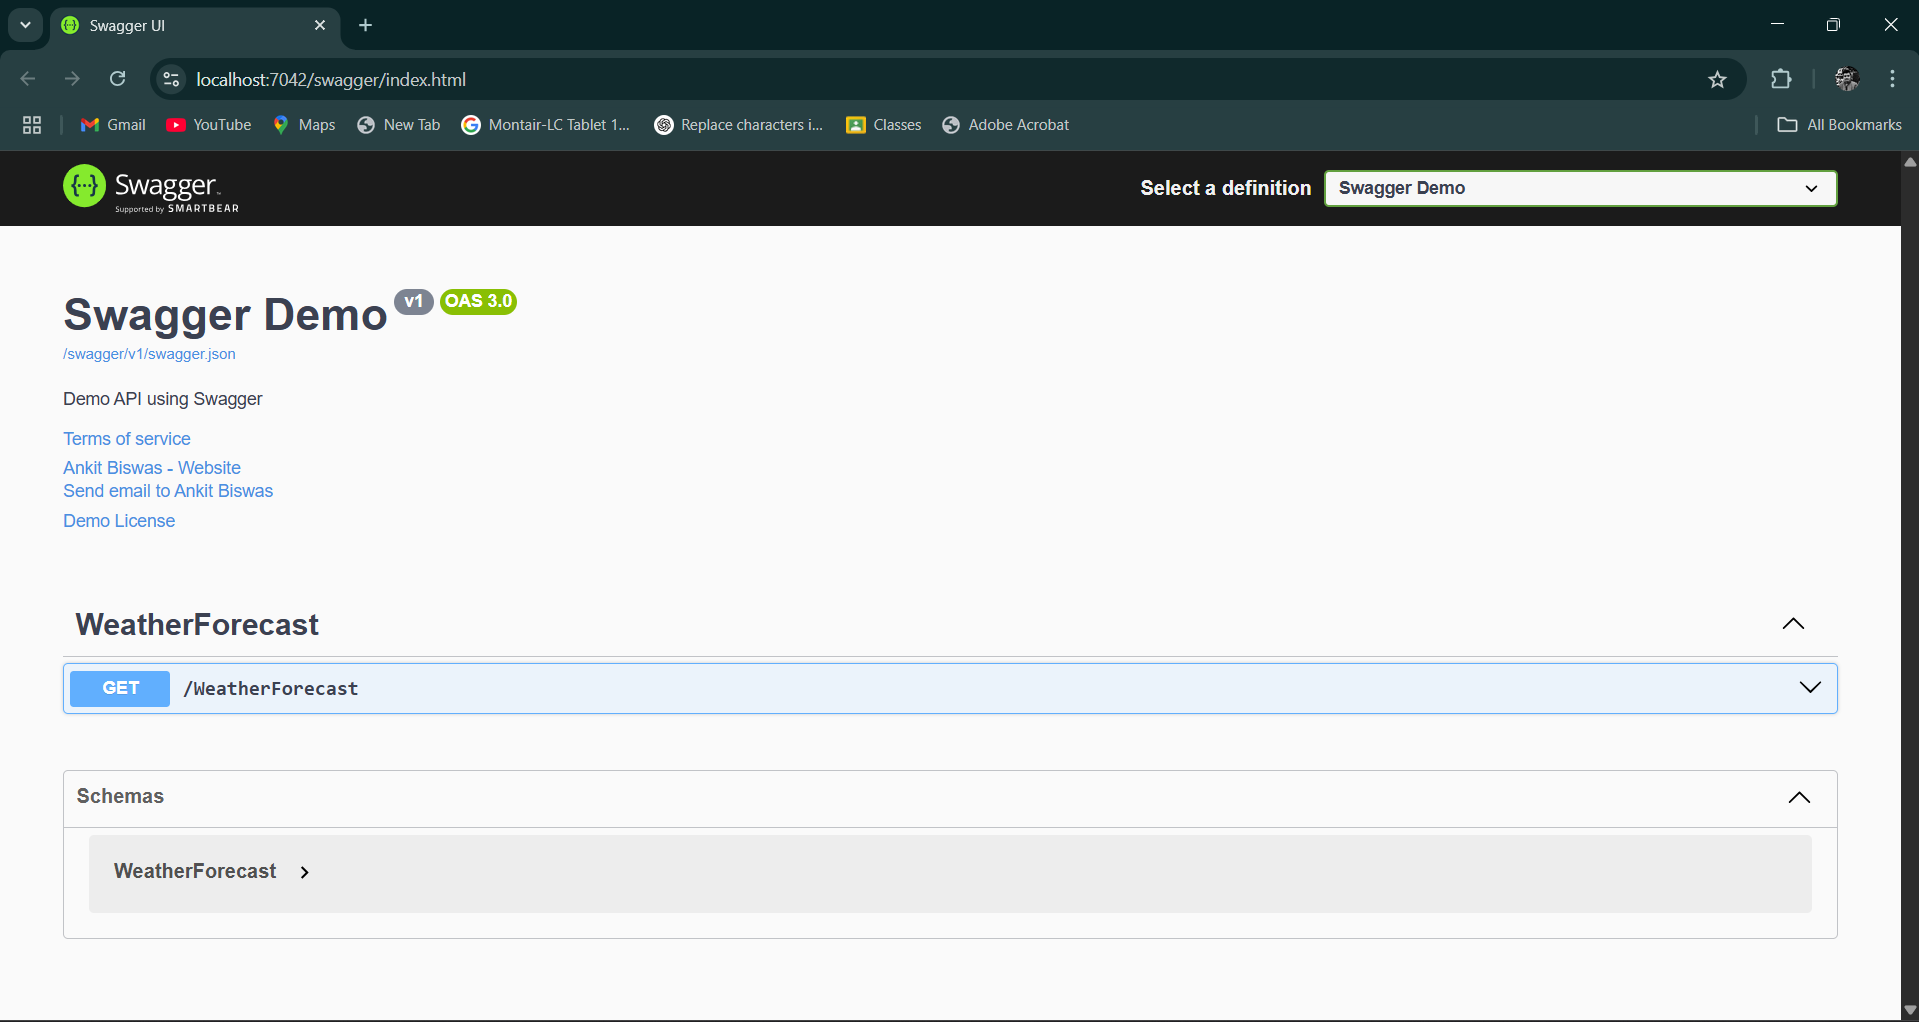 Swagger UI
localhost:7042/swagger/index.html
Gmail YouTube Maps New Tab Montair-LC Tablet 1... Replace characters i... Classes Adobe Acrobat All Bookmarks
Swagger™
Supported by SMARTBEAR
Select a definition Swagger Demo
Swagger Demo v1 OAS 3.0
/swagger/v1/swagger.json
Demo API using Swagger
Terms of service
Ankit Biswas - Website
Send email to Ankit Biswas
Demo License
WeatherForecast
GET /WeatherForecast
Schemas
WeatherForecast